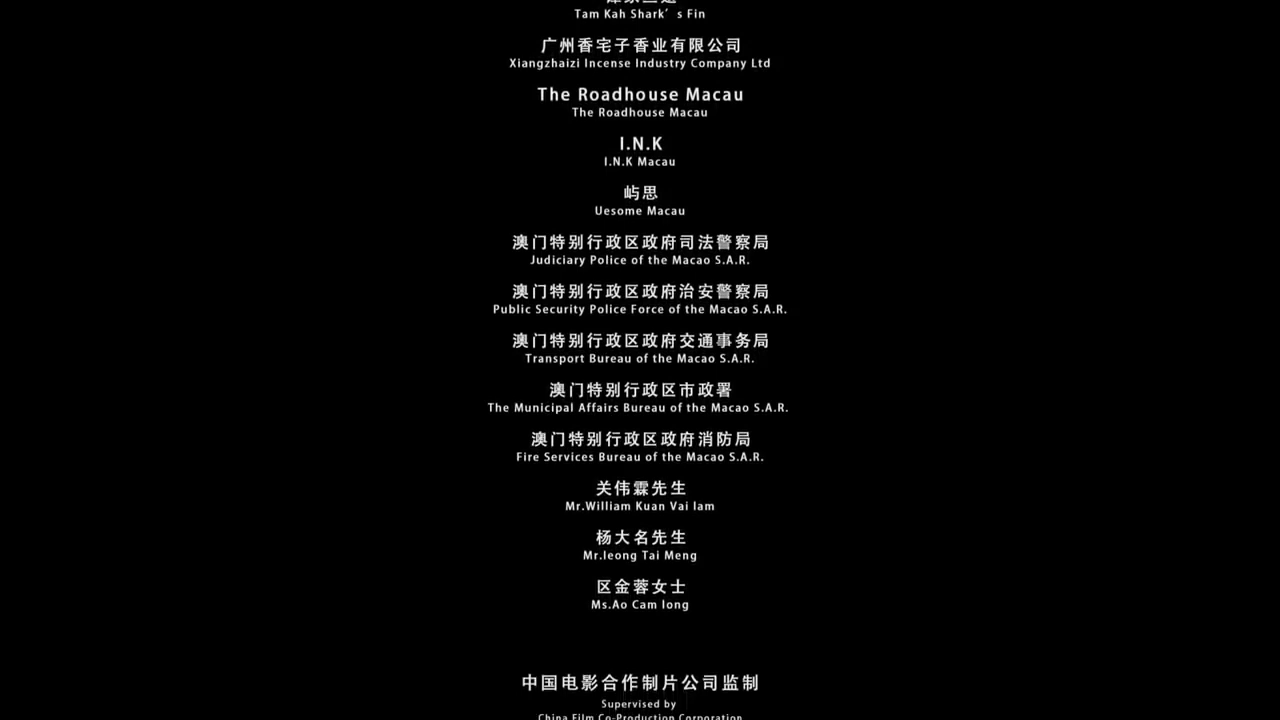 Tam Kah Shark's Fin
广州香宅子香业有限公司
Xiangzhaizi Incense Industry Company Ltd
The Roadhouse Macau
The Roadhouse Macau
I.N.K
I.N.K Macau
屿思
Uesome Macau
澳门特别行政区政府司法警察局
Judiciary Police of the Macao S.A.R.
澳门特别行政区政府治安警察局
Public Security Police Force of the Macao S.A.R.
澳门特别行政区政府交通事务局
Transport Bureau of the Macao S.A.R.
澳门特别行政区市政署
The Municipal Affairs Bureau of the Macao S.A.R.
澳门特别行政区政府消防局
Fire Services Bureau of the Macao S.A.R.
关伟霖先生
Mr.William Kuan Vai lam
杨大名先生
Mr.leong Tai Meng
区金蓉女士
Ms.Ao Cam long
中国电影合作制片公司监制
Supervised by
China Film Co-Production Corporation